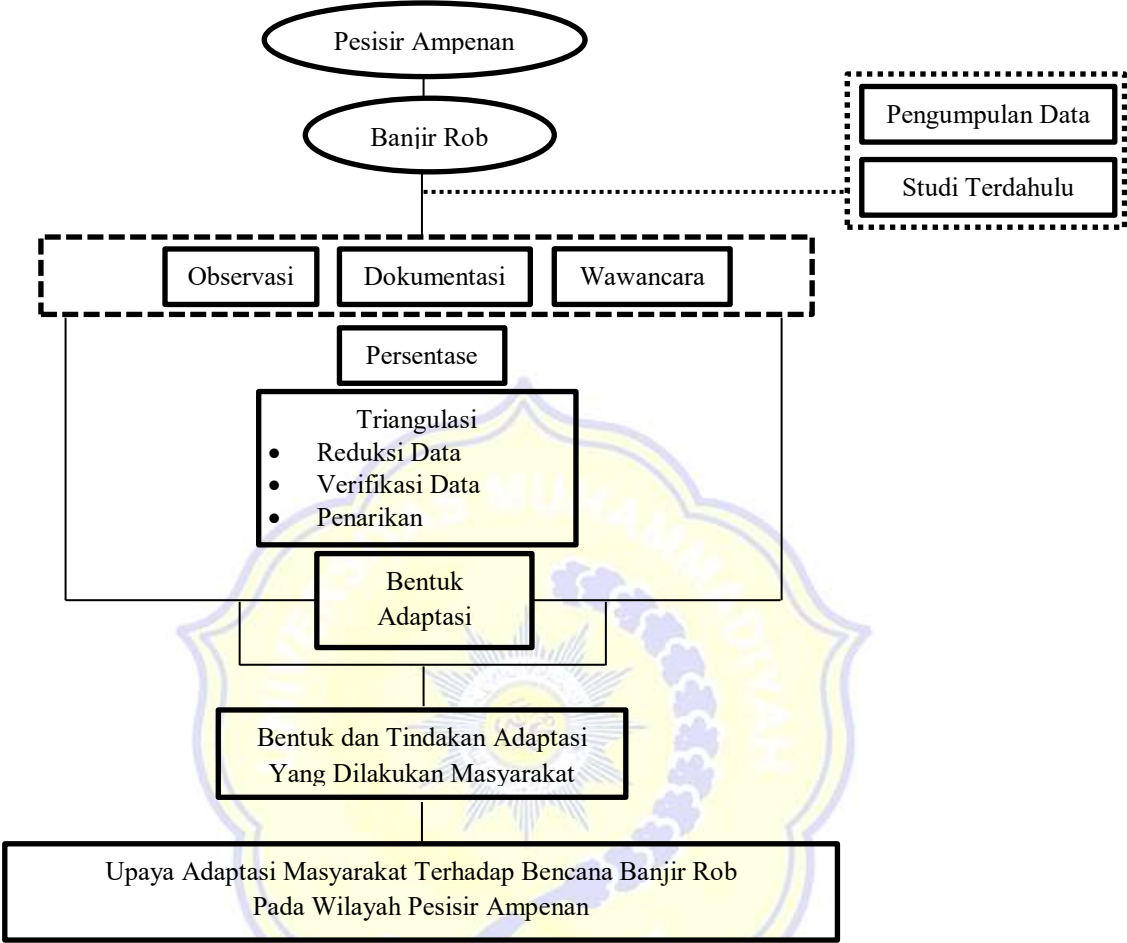 Pesisir Ampenan
Banjir Rob
Pengumpulan Data
Studi Terdahulu
Observasi
Dokumentasi
Wawancara
Persentase
Triangulasi
• Reduksi Data
• Verifikasi Data
• Penarikan
Bentuk
Adaptasi
Bentuk dan Tindakan Adaptasi
Yang Dilakukan Masyarakat
Upaya Adaptasi Masyarakat Terhadap Bencana Banjir Rob
Pada Wilayah Pesisir Ampenan